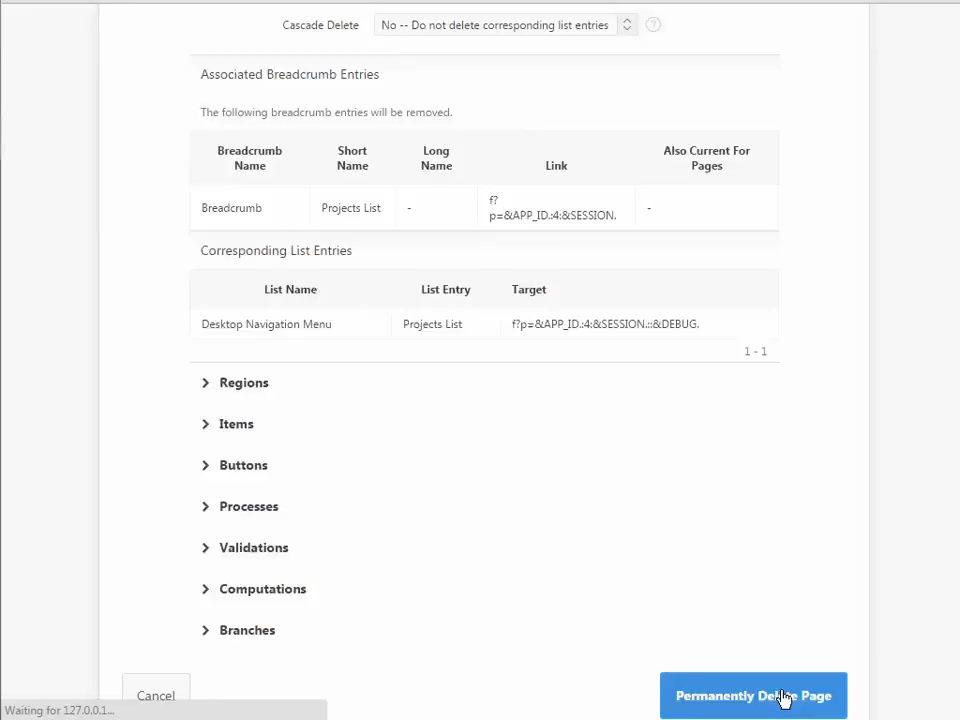 Cascade Delete No -- Do not delete corresponding list entries ?
Associated Breadcrumb Entries
The following breadcrumb entries will be removed.
Breadcrumb Name Short Name Long Name Link Also Current For Pages
Breadcrumb Projects List - f?p=&APP_ID.:4:&SESSION. -
Corresponding List Entries
List Name List Entry Target
Desktop Navigation Menu Projects List f?p=&APP_ID.:4:&SESSION.::&DEBUG.
1 - 1
Regions
Items
Buttons
Processes
Validations
Computations
Branches
Cancel Permanently Delete Page
Waiting for 127.0.0.1...